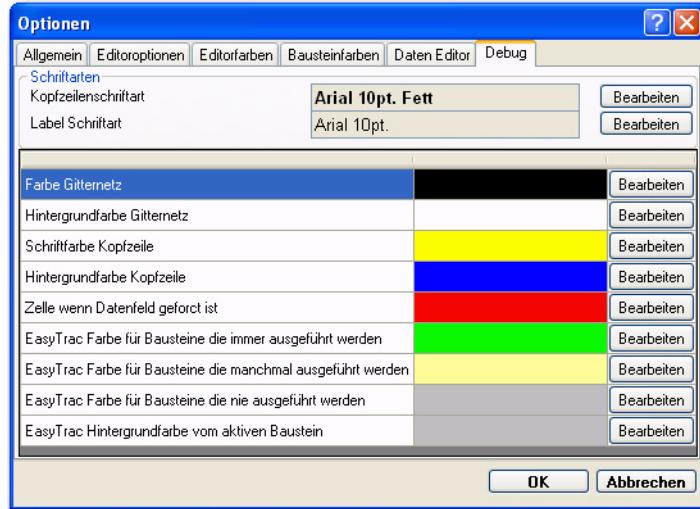 Optionen
Allgemein Editoroptionen Editorfarben Bausteinfarben Daten Editor Debug
Schriftarten
Kopfzeilenschriftart Arial 10pt. Fett Bearbeiten
Label Schriftart Arial 10pt. Bearbeiten
Farbe Gitternetz Bearbeiten
Hintergrundfarbe Gitternetz Bearbeiten
Schriftfarbe Kopfzeile Bearbeiten
Hintergrundfarbe Kopfzeile Bearbeiten
Zelle wenn Datenfeld geforct ist Bearbeiten
EasyTrac Farbe für Bausteine die immer ausgeführt werden Bearbeiten
EasyTrac Farbe für Bausteine die manchmal ausgeführt werden Bearbeiten
EasyTrac Farbe für Bausteine die nie ausgeführt werden Bearbeiten
EasyTrac Hintergrundfarbe vom aktiven Baustein Bearbeiten
OK Abbrechen